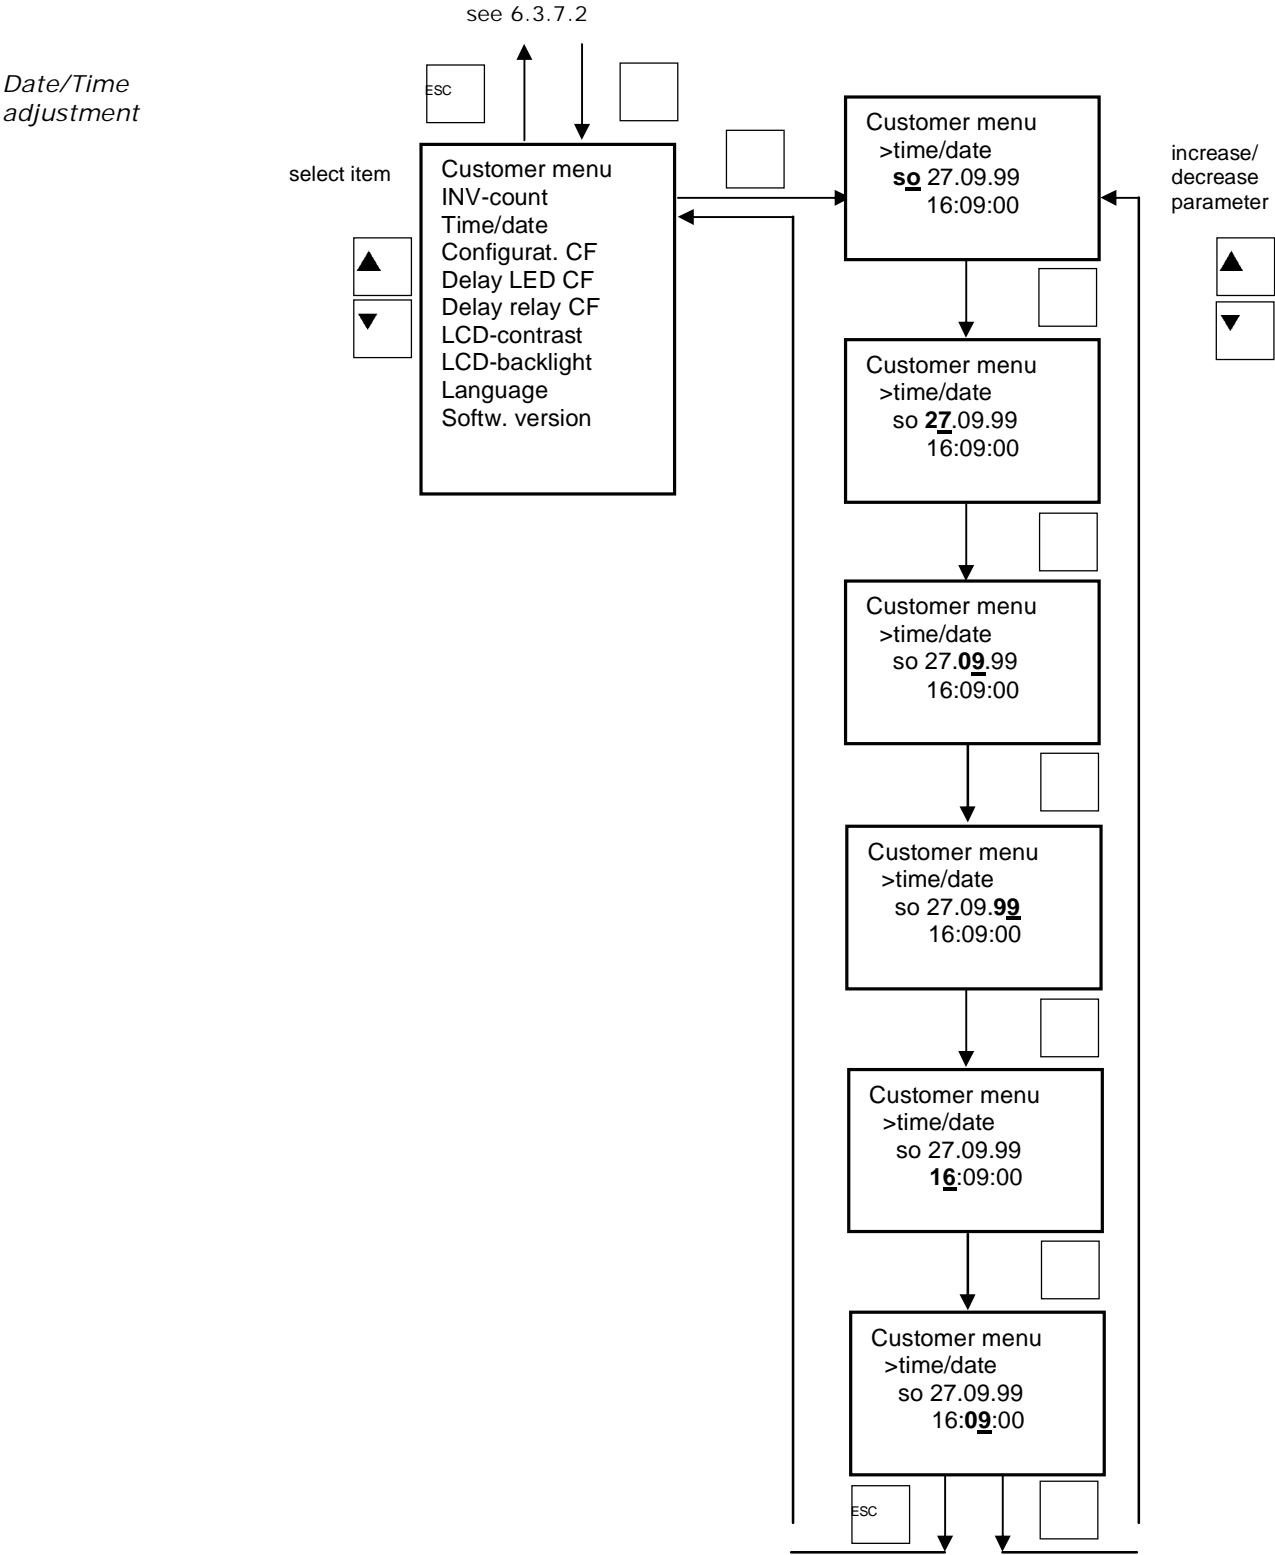 see 6.3.7.2
Date/Time
adjustment
ESC
select item
Customer menu
INV-count
Time/date
Configurat. CF
Delay LED CF
Delay relay CF
LCD-contrast
LCD-backlight
Language
Softw. version
Customer menu
>time/date
so 27.09.99
16:09:00
increase/
decrease
parameter
Customer menu
>time/date
so 27.09.99
16:09:00
Customer menu
>time/date
so 27.09.99
16:09:00
Customer menu
>time/date
so 27.09.99
16:09:00
Customer menu
>time/date
so 27.09.99
16:09:00
Customer menu
>time/date
so 27.09.99
16:09:00
ESC